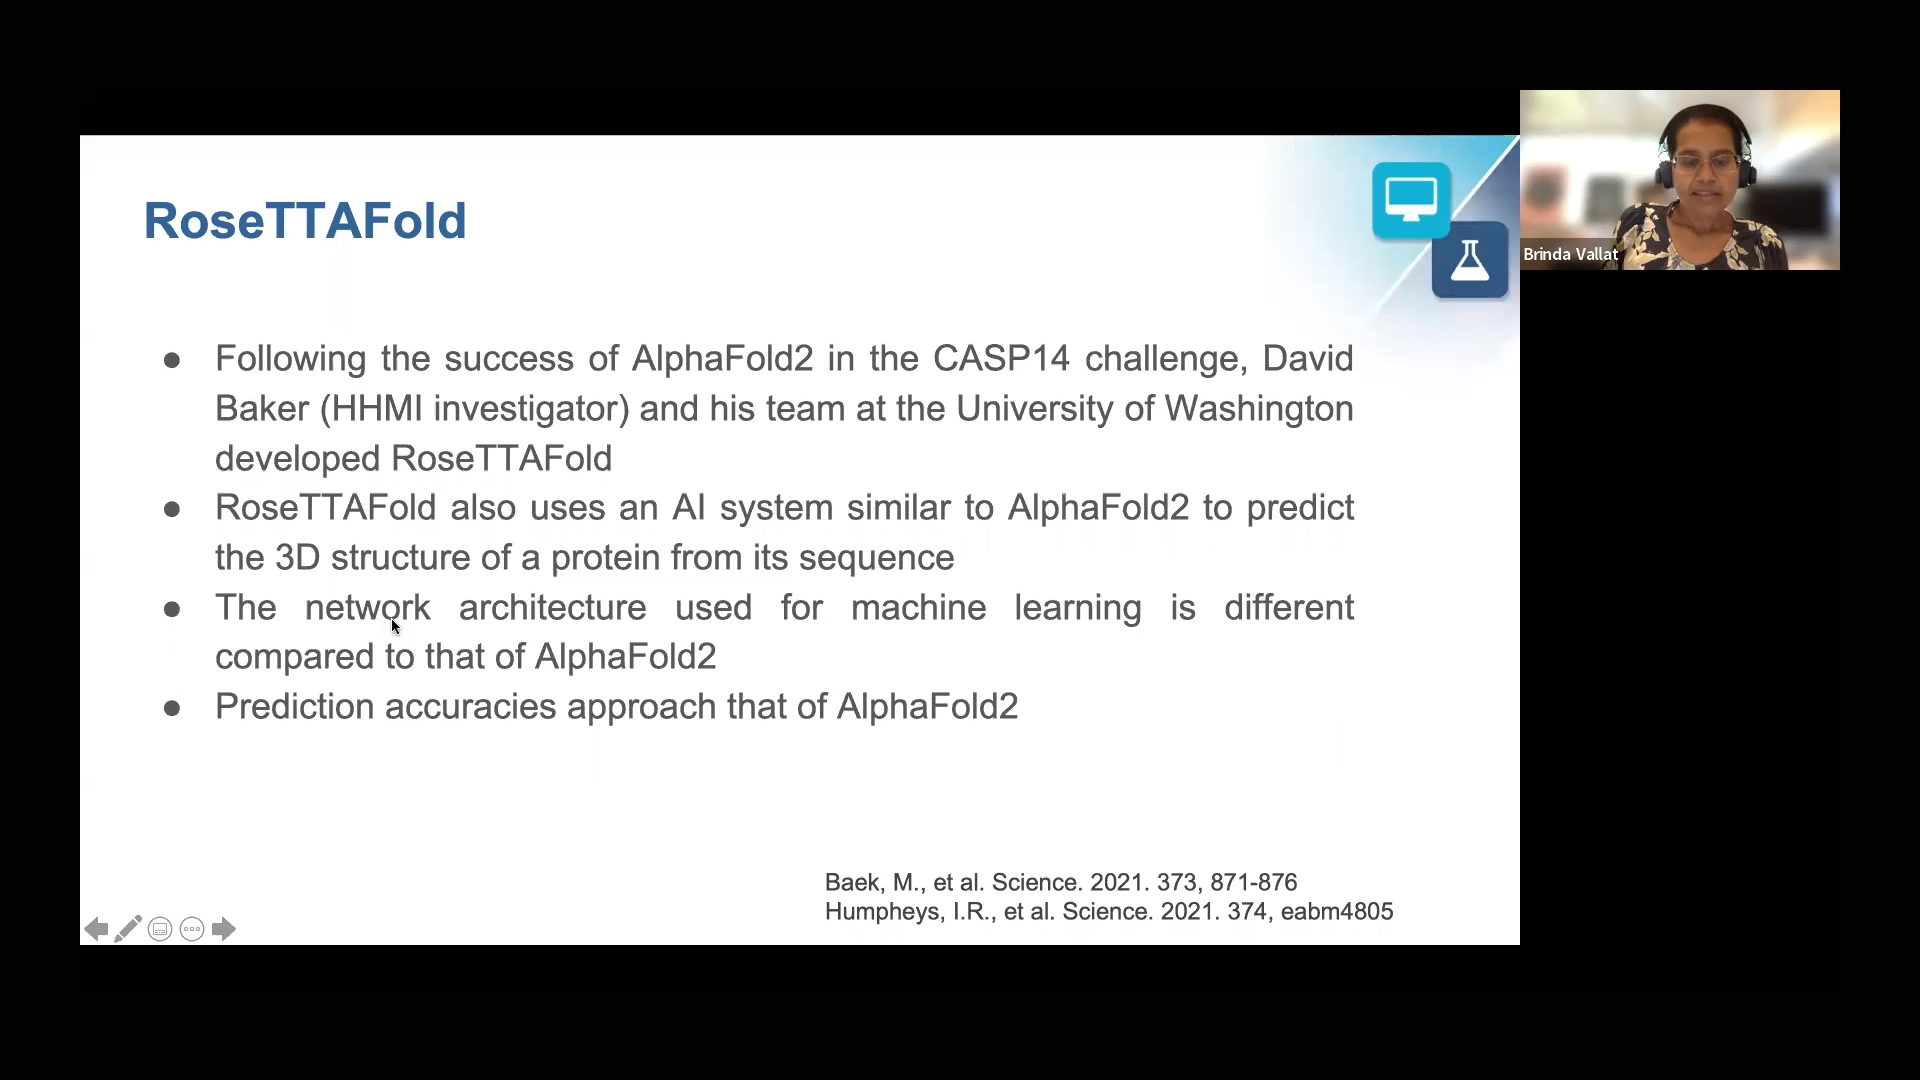 RoseTTAFold
● Following the success of AlphaFold2 in the CASP14 challenge, David
Baker (HHMI investigator) and his team at the University of Washington
developed RoseTTAFold
● RoseTTAFold also uses an AI system similar to AlphaFold2 to predict
the 3D structure of a protein from its sequence
● The network architecture used for machine learning is different
compared to that of AlphaFold2
● Prediction accuracies approach that of AlphaFold2
Baek, M., et al. Science. 2021. 373, 871-876
Humpheys, I.R., et al. Science. 2021. 374, eabm4805
Brinda Vallat